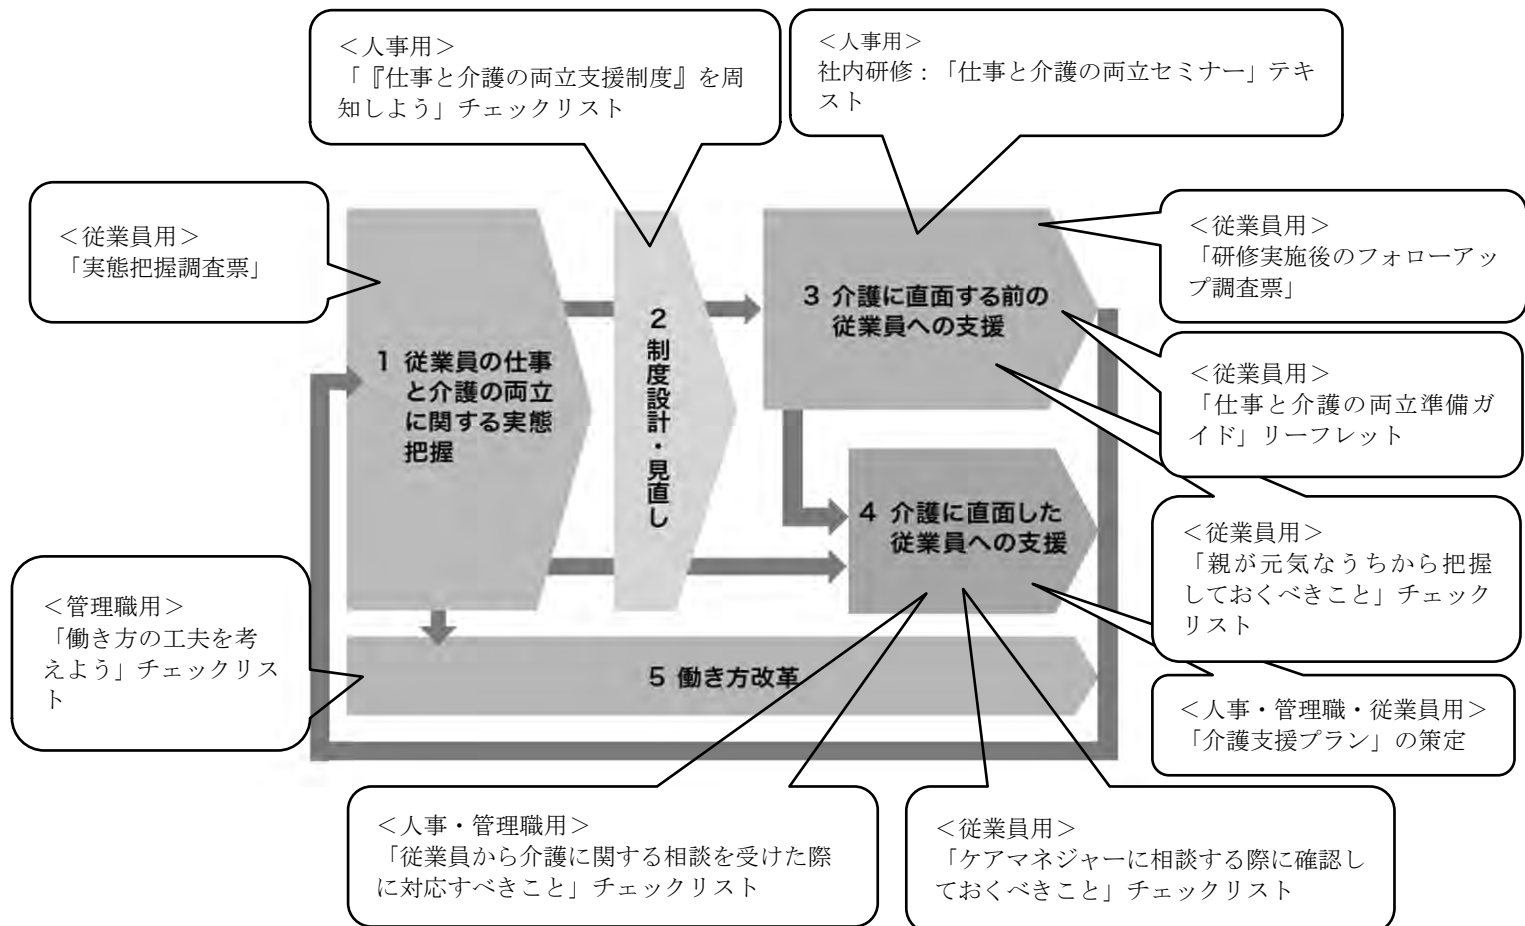 ＜人事用＞
「『仕事と介護の両立支援制度』を周
知しよう」チェックリスト
＜人事用＞
社内研修：「仕事と介護の両立セミナー」テキ
スト
＜従業員用＞
「実態把握調査票」
＜従業員用＞
「研修実施後のフォローアッ
プ調査票」
1 従業員の仕事
と介護の両立
に関する実態
把握
2 制度設計・見直し
3 介護に直面する前の
従業員への支援
＜従業員用＞
「仕事と介護の両立準備ガ
イド」リーフレット
4 介護に直面した
従業員への支援
＜従業員用＞
「親が元気なうちから把握
しておくべきこと」チェック
リスト
＜管理職用＞
「働き方の工夫を考
えよう」チェックリス
ト
5 働き方改革
＜人事・管理職・従業員用＞
「介護支援プラン」の策定
＜人事・管理職用＞
「従業員から介護に関する相談を受けた際
に対応すべきこと」チェックリスト
＜従業員用＞
「ケアマネジャーに相談する際に確認し
ておくべきこと」チェックリスト